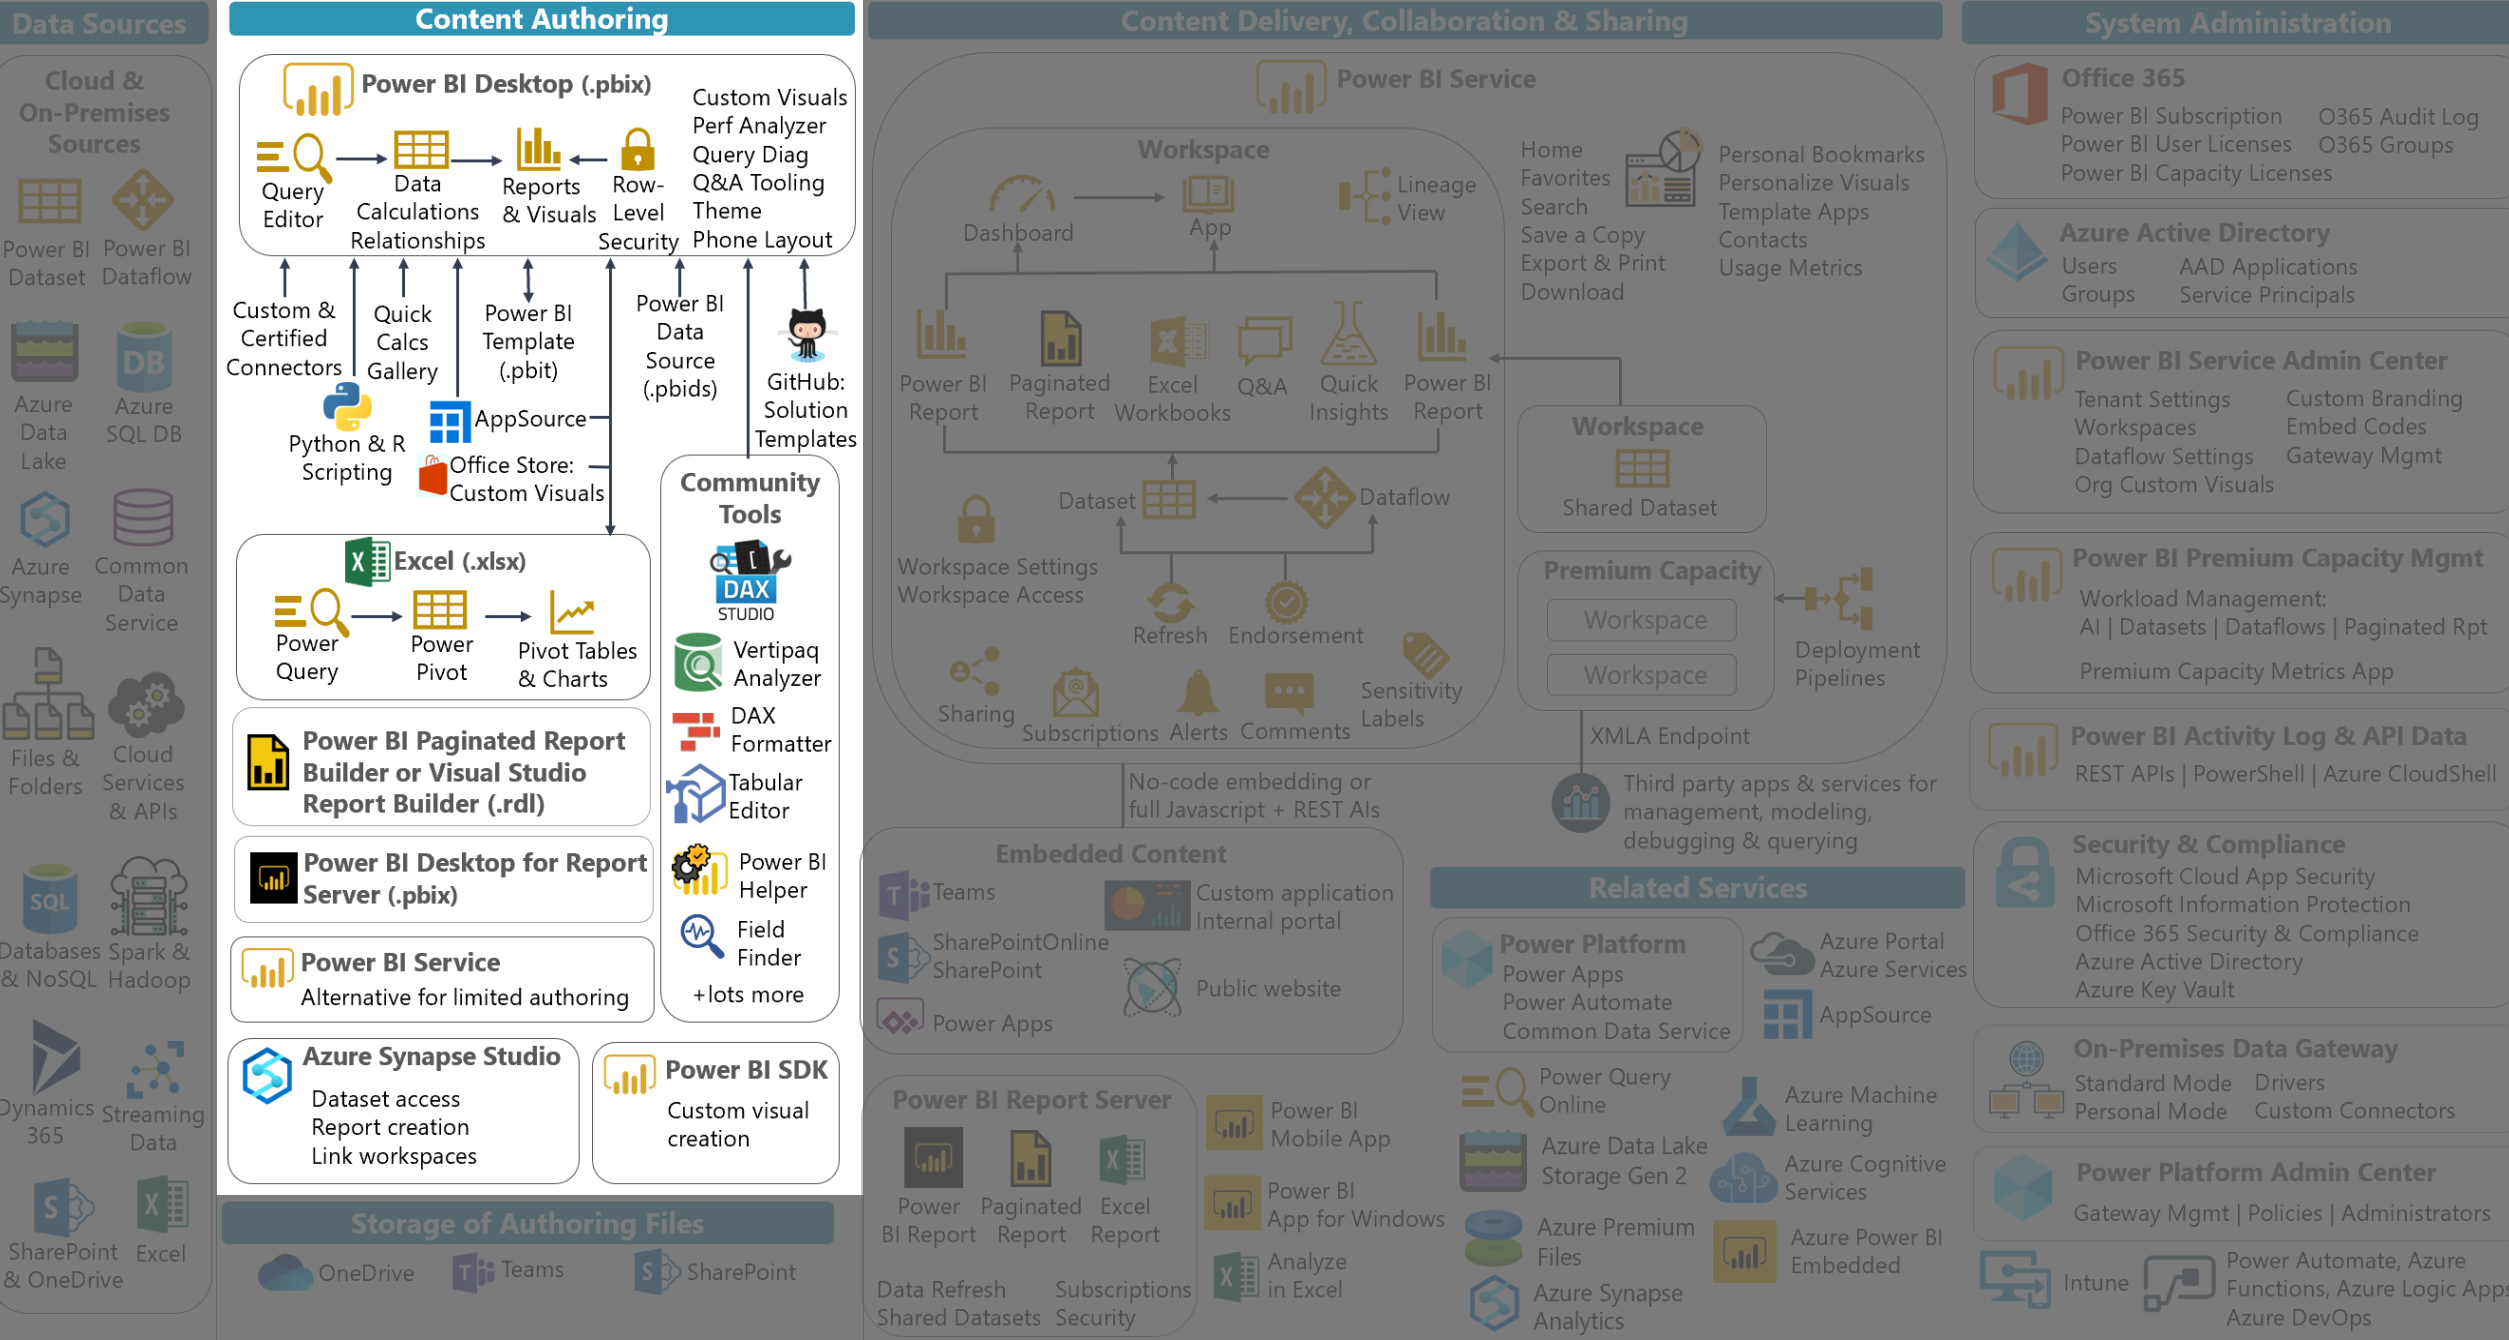 Data Sources
Cloud &
On-Premises
Sources
Power BI
Dataset
Power BI
Dataflow
Azure
Data
Lake
DB
Azure
SQL DB
Azure
Synapse
Common
Data
Service
Files &
Folders
Cloud
Services
& APIs
SQL
Databases
& NoSQL
Spark &
Hadoop
Dynamics
365
Streaming
Data
S
SharePoint
& OneDrive
X
Excel
Content Authoring
Power BI Desktop (.pbix)
Query
Editor
Data
Calculations
Relationships
Reports
& Visuals
Row-
Level
Security
Custom Visuals
Perf Analyzer
Query Diag
Q&A Tooling
Theme
Phone Layout
Custom &
Certified
Connectors
Python & R
Scripting
Quick
Calcs
Gallery
AppSource
Office Store:
Custom Visuals
Power BI
Template
(.pbit)
Power BI
Data
Source
(.pbids)
GitHub:
Solution
Templates
X
Excel (.xlsx)
Power
Query
Power
Pivot
Pivot Tables
& Charts
Power BI Paginated Report
Builder or Visual Studio
Report Builder (.rdl)
Power BI Desktop for Report
Server (.pbix)
Power BI Service
Alternative for limited authoring
Azure Synapse Studio
Dataset access
Report creation
Link workspaces
Power BI SDK
Custom visual
creation
Community
Tools
DAX
STUDIO
Vertipaq
Analyzer
DAX
Formatter
Tabular
Editor
Power BI
Helper
Field
Finder
+lots more
Storage of Authoring Files
OneDrive
T
Teams
S
SharePoint
Content Delivery, Collaboration & Sharing
Power BI Service
Workspace
Dashboard
App
Lineage
View
Power BI
Report
Paginated
Report
X
Excel
Workbooks
Q&A
Quick
Insights
Power BI
Report
Dataset
Dataflow
Workspace Settings
Workspace Access
Refresh
Endorsement
Sharing
Subscriptions
Alerts
Comments
Sensitivity
Labels
Home
Favorites
Search
Save a Copy
Export & Print
Download
Personal Bookmarks
Personalize Visuals
Template Apps
Contacts
Usage Metrics
Workspace
Shared Dataset
Premium Capacity
Workspace
Workspace
Deployment
Pipelines
XMLA Endpoint
Third party apps & services for
management, modeling,
debugging & querying
No-code embedding or
full Javascript + REST AIs
Embedded Content
T
Teams
S
SharePointOnline
SharePoint
Power Apps
Custom application
Internal portal
Public website
Power BI Report Server
Power
BI Report
Paginated
Report
X
Excel
Report
Data Refresh
Shared Datasets
Subscriptions
Security
Power BI
Mobile App
Power BI
App for Windows
X
Analyze
in Excel
Related Services
Power Platform
Power Apps
Power Automate
Common Data Service
Azure Portal
Azure Services
AppSource
Power Query
Online
Azure Data Lake
Storage Gen 2
Azure Premium
Files
Azure Synapse
Analytics
Azure Machine
Learning
Azure Cognitive
Services
Azure Power BI
Embedded
System Administration
Office 365
Power BI Subscription
Power BI User Licenses
Power BI Capacity Licenses
O365 Audit Log
O365 Groups
Azure Active Directory
Users
Groups
AAD Applications
Service Principals
Power BI Service Admin Center
Tenant Settings
Workspaces
Dataflow Settings
Org Custom Visuals
Custom Branding
Embed Codes
Gateway Mgmt
Power BI Premium Capacity Mgmt
Workload Management:
AI | Datasets | Dataflows | Paginated Rpt
Premium Capacity Metrics App
Power BI Activity Log & API Data
REST APIs | PowerShell | Azure CloudShell
Security & Compliance
Microsoft Cloud App Security
Microsoft Information Protection
Office 365 Security & Compliance
Azure Active Directory
Azure Key Vault
On-Premises Data Gateway
Standard Mode
Personal Mode
Drivers
Custom Connectors
Power Platform Admin Center
Gateway Mgmt | Policies | Administrators
Intune
Power Automate, Azure
Functions, Azure Logic Apps
Azure DevOps